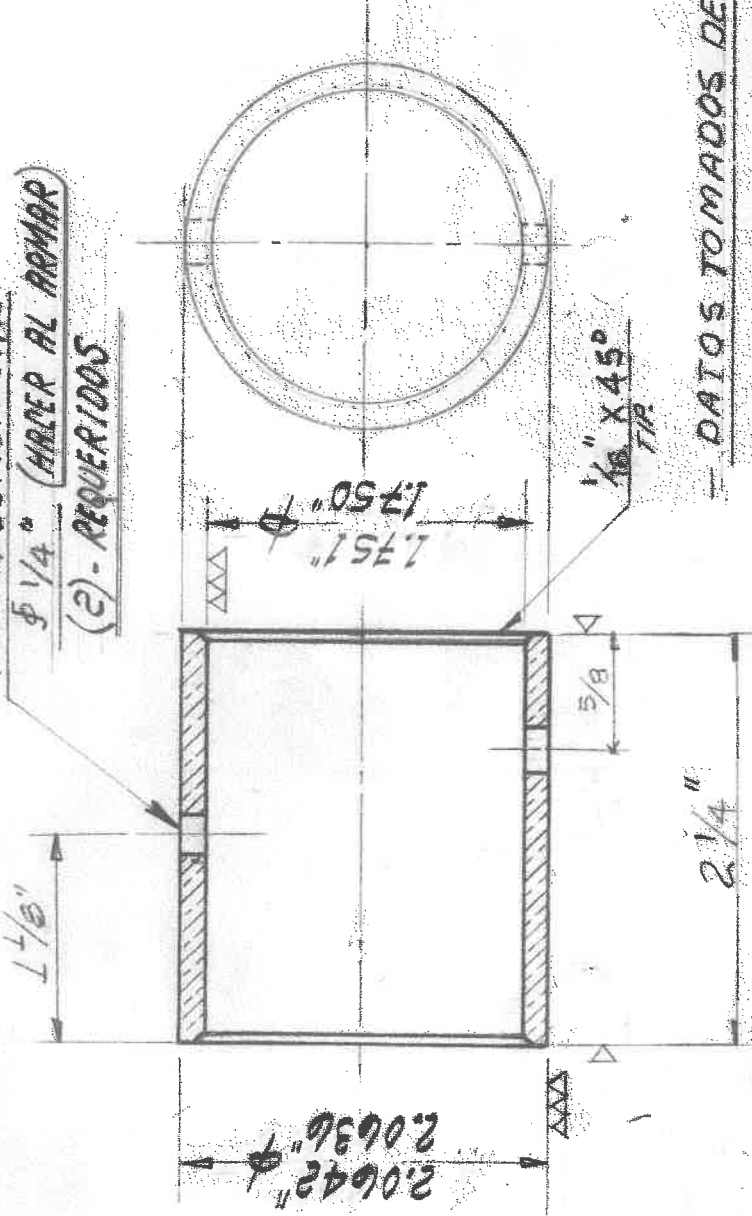 ⌀ 1/4" (HACER AL ARMAR)
(2) - REQUERIDOS
1 1/8"
1.751"
1.750" ⌀
2.0642"
2.0636" ⌀
1/16" X 45°
TIP.
5/8
2 1/4"
- DATOS TOMADOS DE